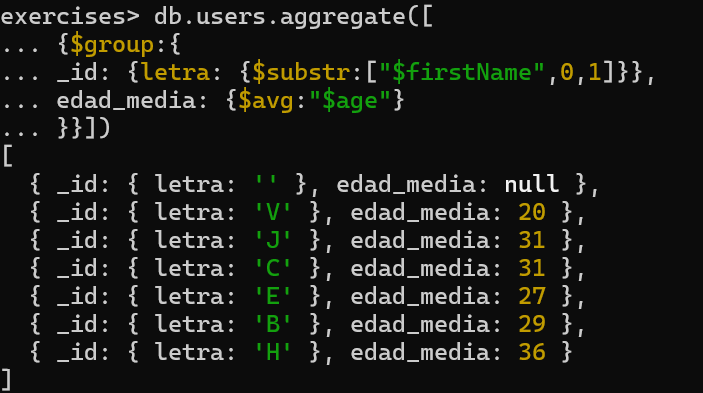 exercises> db.users.aggregate([
... {$group:{
... _id: {letra: {$substr:["$firstName",0,1]}},
... edad_media: {$avg:"$age"}
... }}])
[
  { _id: { letra: '' }, edad_media: null },
  { _id: { letra: 'V' }, edad_media: 20 },
  { _id: { letra: 'J' }, edad_media: 31 },
  { _id: { letra: 'C' }, edad_media: 31 },
  { _id: { letra: 'E' }, edad_media: 27 },
  { _id: { letra: 'B' }, edad_media: 29 },
  { _id: { letra: 'H' }, edad_media: 36 }
]